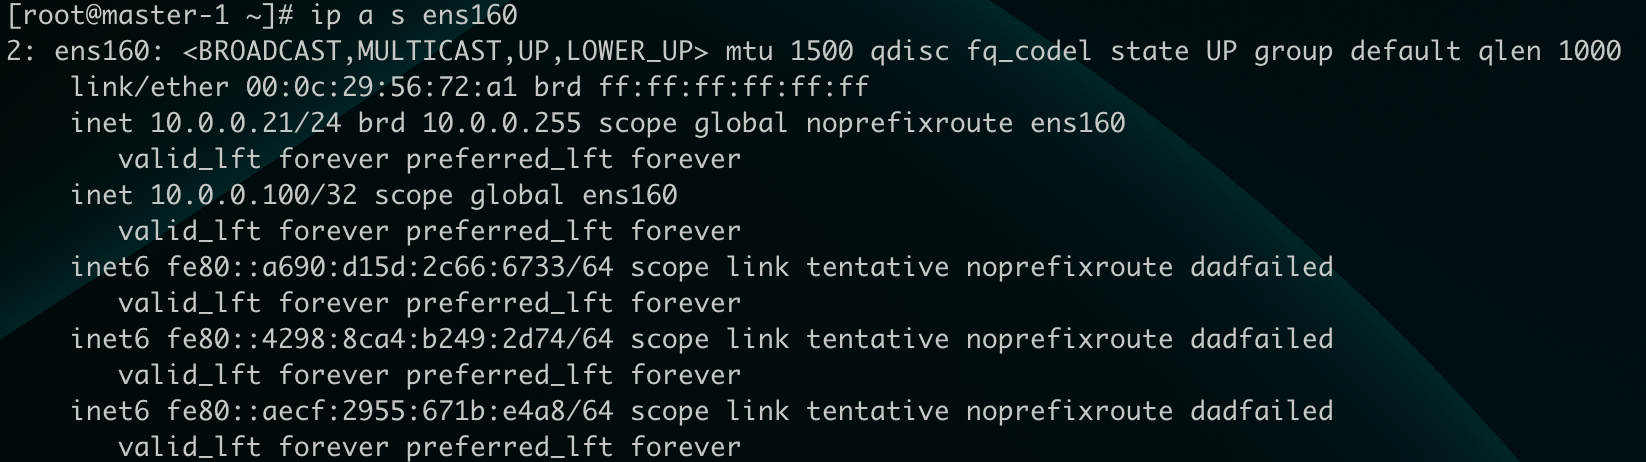 [root@master-1 ~]# ip a s ens160
2: ens160: <BROADCAST,MULTICAST,UP,LOWER_UP> mtu 1500 qdisc fq_codel state UP group default qlen 1000
    link/ether 00:0c:29:56:72:a1 brd ff:ff:ff:ff:ff:ff
    inet 10.0.0.21/24 brd 10.0.0.255 scope global noprefixroute ens160
       valid_lft forever preferred_lft forever
    inet 10.0.0.100/32 scope global ens160
       valid_lft forever preferred_lft forever
    inet6 fe80::a690:d15d:2c66:6733/64 scope link tentative noprefixroute dadfailed
       valid_lft forever preferred_lft forever
    inet6 fe80::4298:8ca4:b249:2d74/64 scope link tentative noprefixroute dadfailed
       valid_lft forever preferred_lft forever
    inet6 fe80::aecf:2955:671b:e4a8/64 scope link tentative noprefixroute dadfailed
       valid_lft forever preferred_lft forever